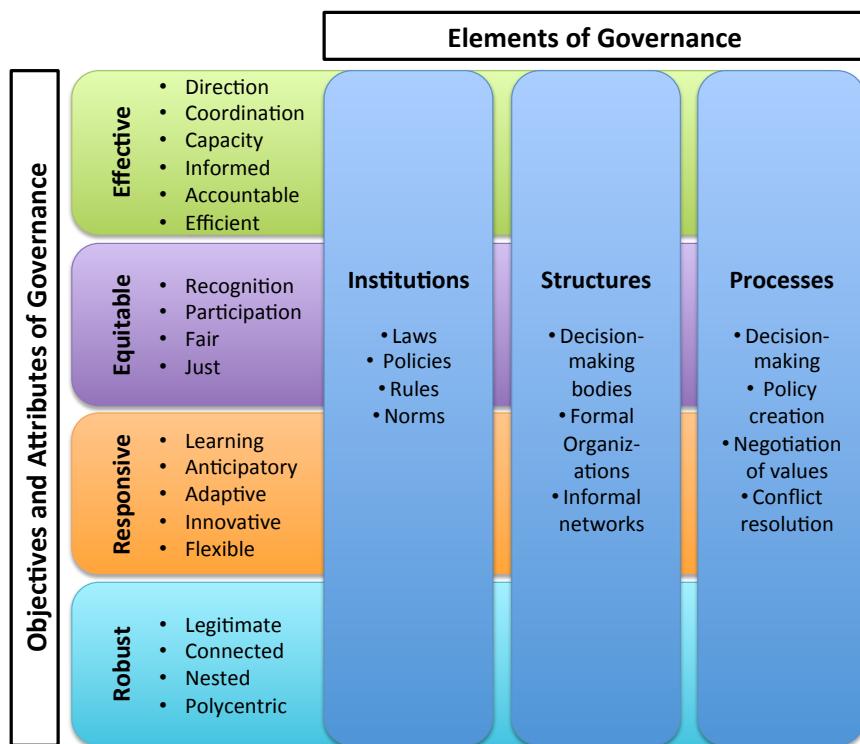 Elements of Governance
Objectives and Attributes of Governance
Effective
• Direction
• Coordination
• Capacity
• Informed
• Accountable
• Efficient
Equitable
• Recognition
• Participation
• Fair
• Just
Responsive
• Learning
• Anticipatory
• Adaptive
• Innovative
• Flexible
Robust
• Legitimate
• Connected
• Nested
• Polycentric
Institutions
• Laws
• Policies
• Rules
• Norms
Structures
• Decision-
making
bodies
• Formal
Organiz-
ations
• Informal
networks
Processes
• Decision-
making
• Policy
creation
• Negotiation
of values
• Conflict
resolution